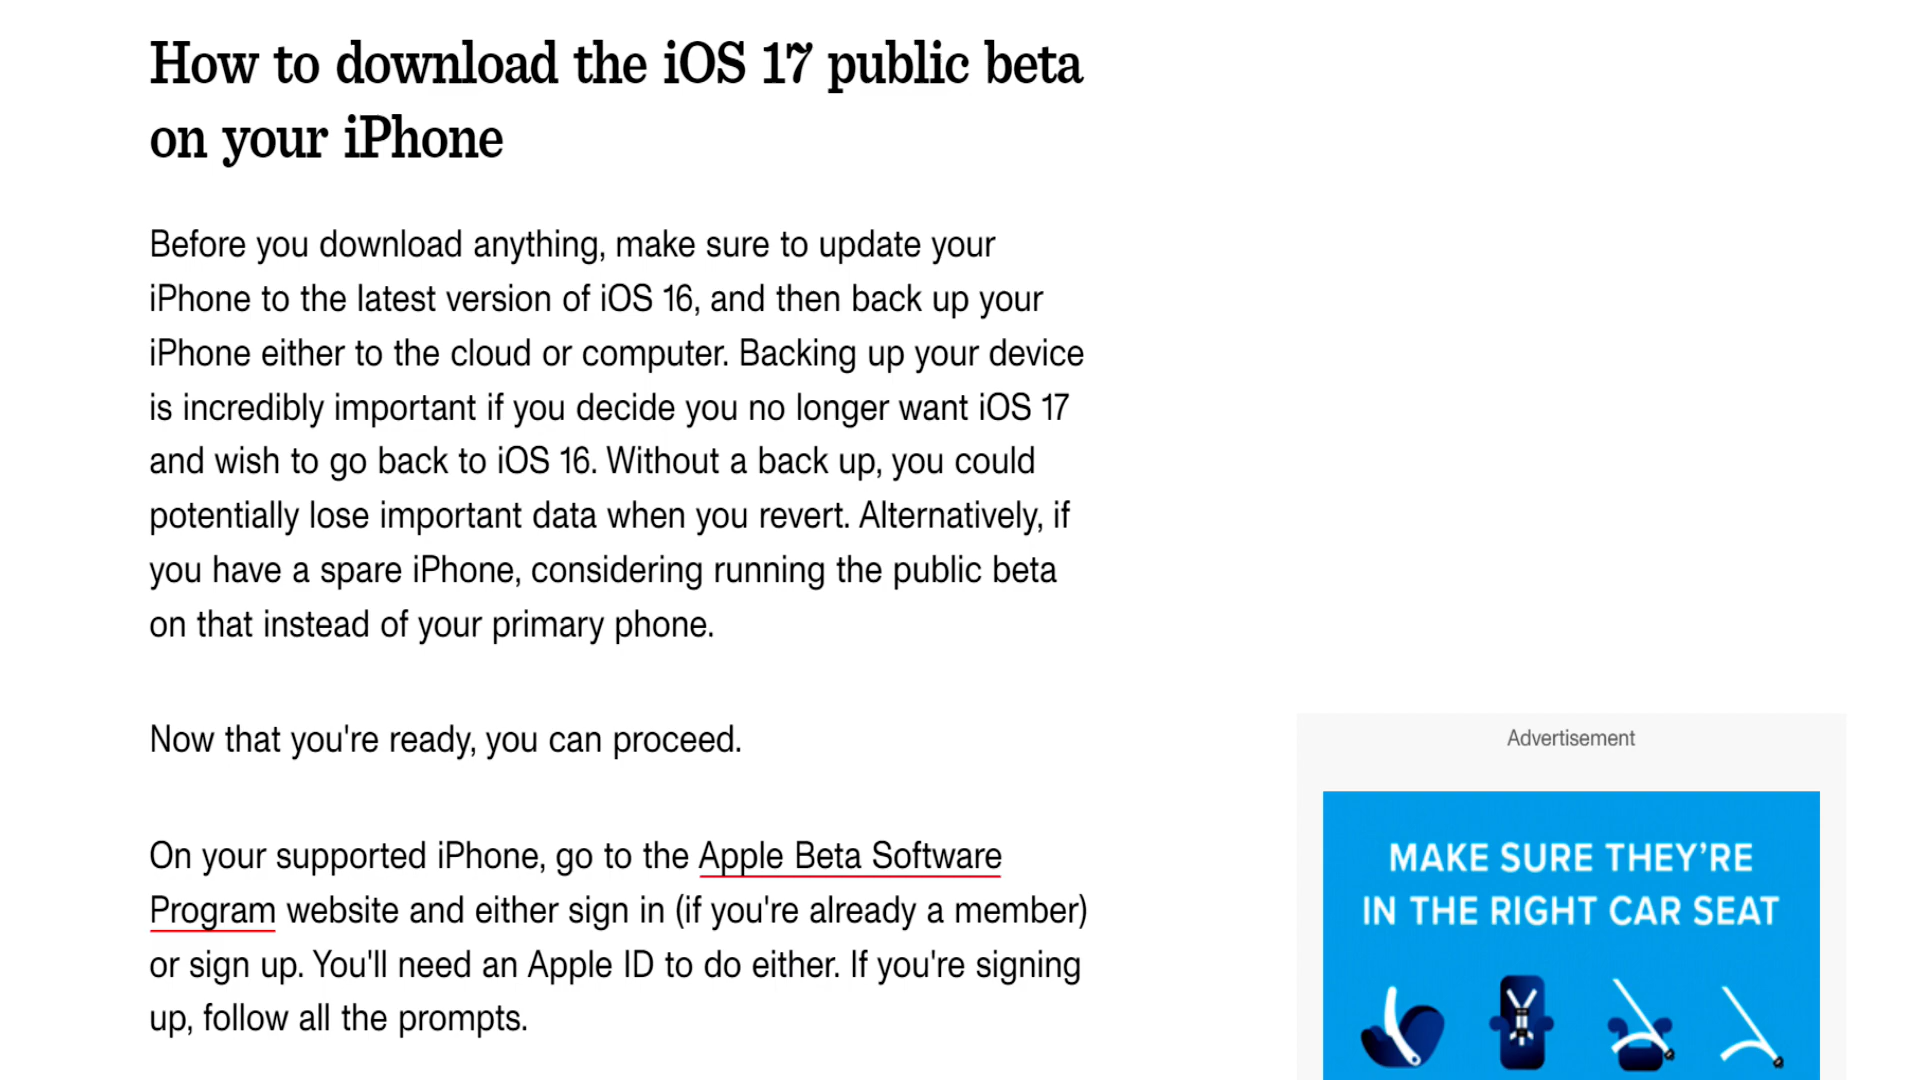 How to download the iOS 17 public beta
on your iPhone
Before you download anything, make sure to update your
iPhone to the latest version of iOS 16, and then back up your
iPhone either to the cloud or computer. Backing up your device
is incredibly important if you decide you no longer want iOS 17
and wish to go back to iOS 16. Without a back up, you could
potentially lose important data when you revert. Alternatively, if
you have a spare iPhone, considering running the public beta
on that instead of your primary phone.
Now that you're ready, you can proceed.
On your supported iPhone, go to the Apple Beta Software
Program website and either sign in (if you're already a member)
or sign up. You'll need an Apple ID to do either. If you're signing
up, follow all the prompts.
Advertisement
MAKE SURE THEY’RE
IN THE RIGHT CAR SEAT